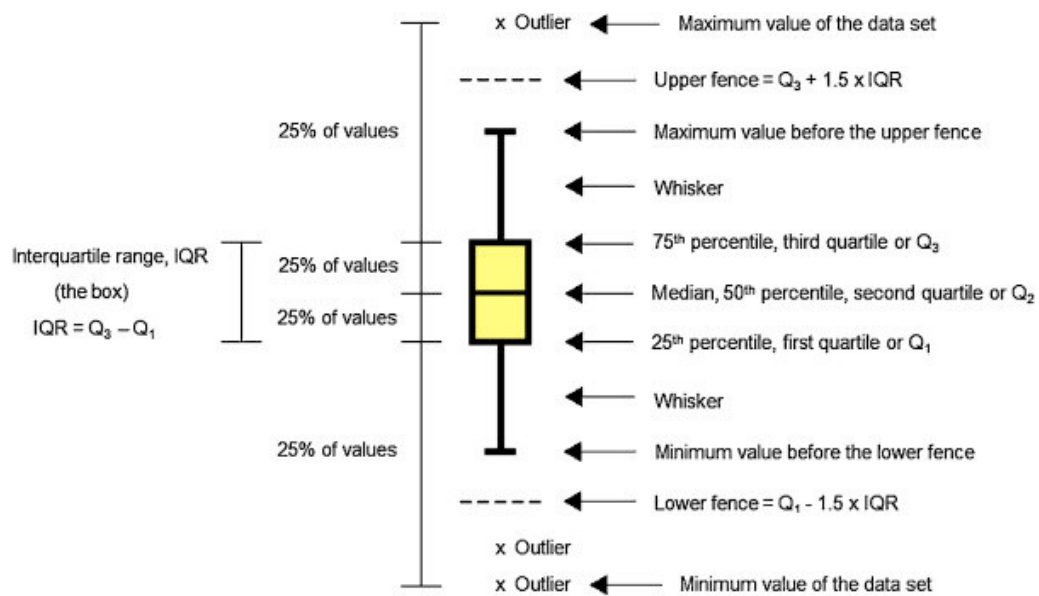 x Outlier
Maximum value of the data set
Upper fence = Q₃ + 1.5 x IQR
25% of values
Maximum value before the upper fence
Whisker
75th percentile, third quartile or Q₃
Interquartile range, IQR
(the box)
IQR = Q₃ – Q₁
25% of values
Median, 50th percentile, second quartile or Q₂
25% of values
25th percentile, first quartile or Q₁
Whisker
25% of values
Minimum value before the lower fence
Lower fence = Q₁ - 1.5 x IQR
x Outlier
x Outlier
Minimum value of the data set